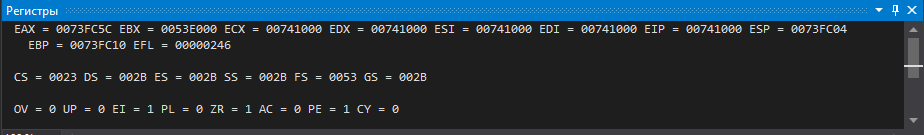 Регистры
EAX = 0073FC5C EBX = 0053E000 ECX = 00741000 EDX = 00741000 ESI = 00741000 EDI = 00741000 EIP = 00741000 ESP = 0073FC04
EBP = 0073FC10 EFL = 00000246
CS = 0023 DS = 002B ES = 002B SS = 002B FS = 0053 GS = 002B
OV = 0 UP = 0 EI = 1 PL = 0 ZR = 1 AC = 0 PE = 1 CY = 0